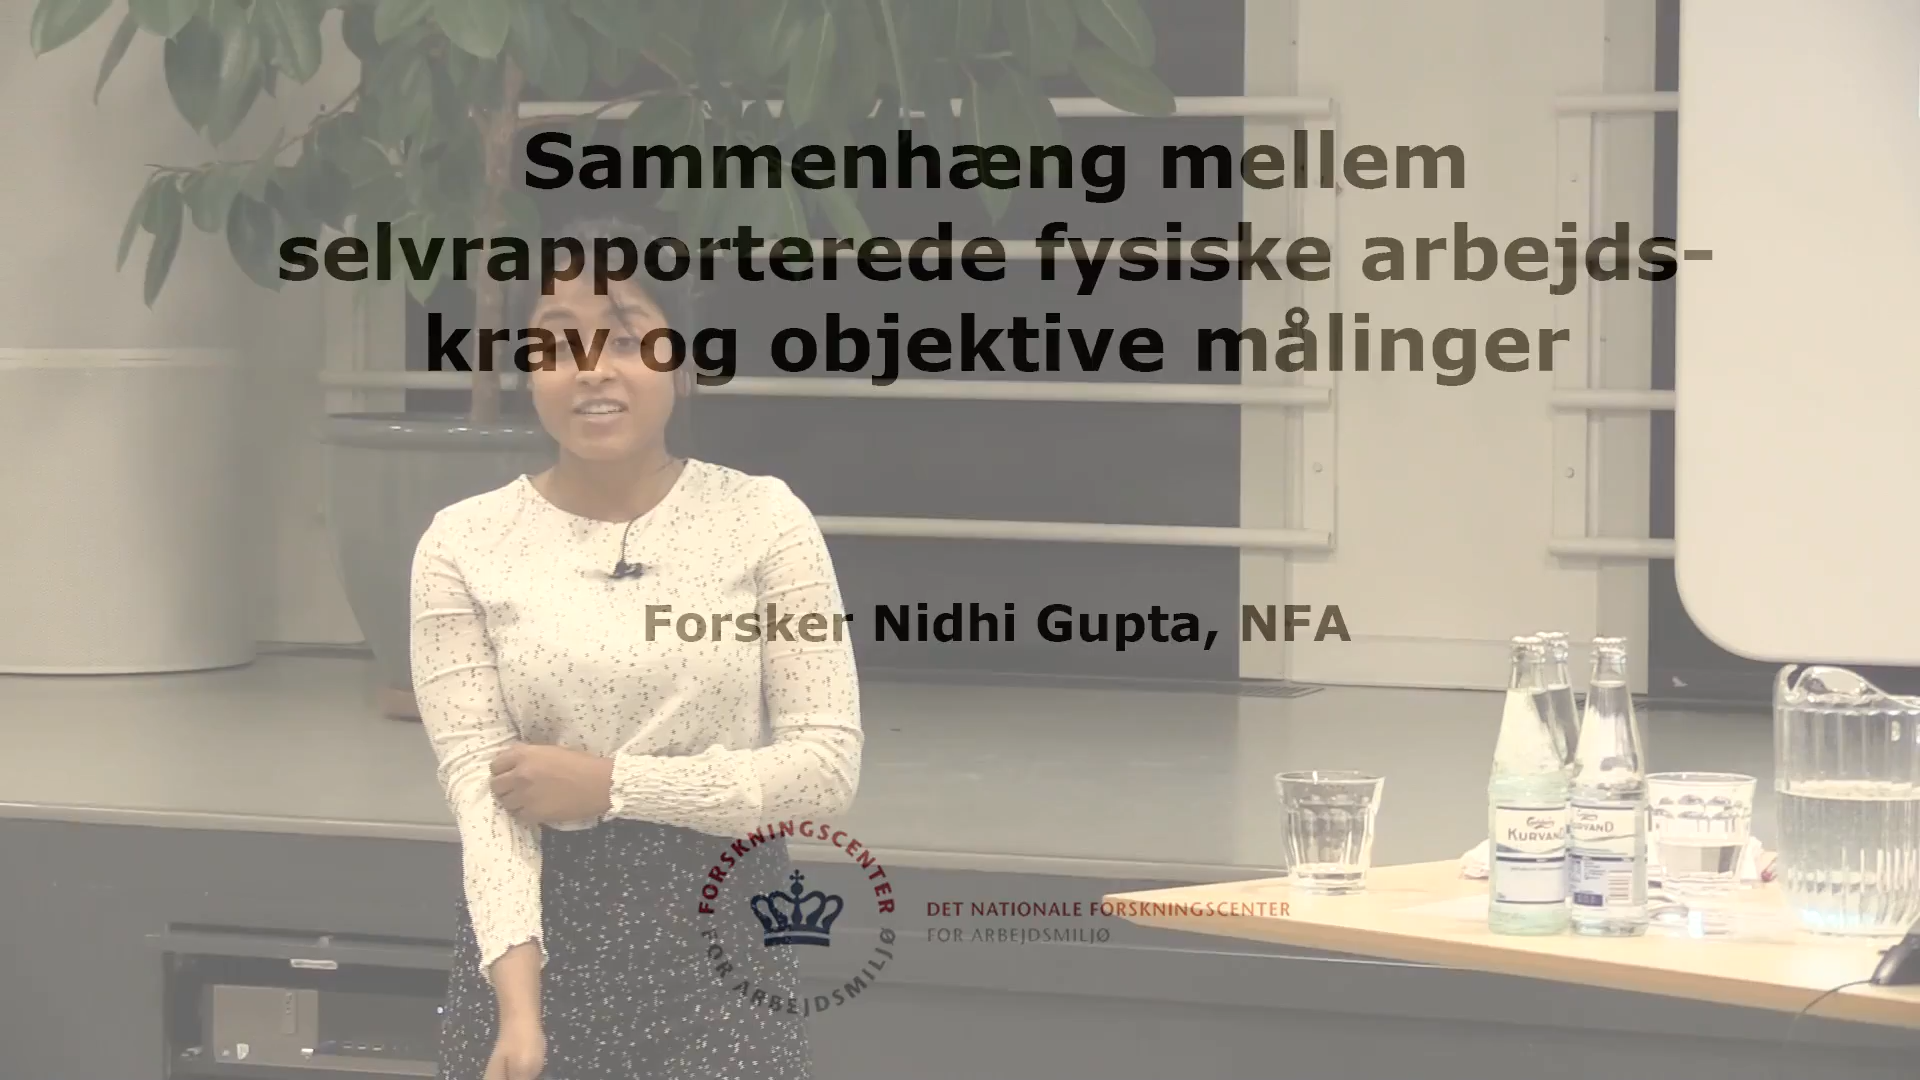 Sammenhæng mellem
selvrapporterede fysiske arbejds-
krav og objektive målinger
Forsker Nidhi Gupta, NFA
FORSKNINGSCENTER
FOR ARBEJDSMILJØ
DET NATIONALE FORSKNINGSCENTER
FOR ARBEJDSMILJØ
Carlsberg
KURVAND
KURVAND